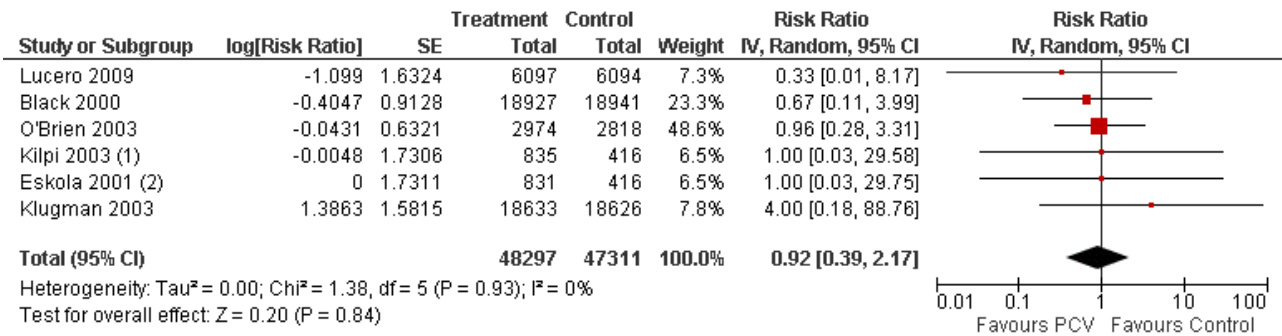 Treatment Control Risk Ratio Risk Ratio
Study or Subgroup log[Risk Ratio] SE Total Total Weight IV, Random, 95% CI IV, Random, 95% CI
Lucero 2009 -1.099 1.6324 6097 6094 7.3% 0.33 [0.01, 8.17]
Black 2000 -0.4047 0.9128 18927 18941 23.3% 0.67 [0.11, 3.99]
O'Brien 2003 -0.0431 0.6321 2974 2818 48.6% 0.96 [0.28, 3.31]
Kilpi 2003 (1) -0.0048 1.7306 835 416 6.5% 1.00 [0.03, 29.58]
Eskola 2001 (2) 0 1.7311 831 416 6.5% 1.00 [0.03, 29.75]
Klugman 2003 1.3863 1.5815 18633 18626 7.8% 4.00 [0.18, 88.76]
Total (95% CI) 48297 47311 100.0% 0.92 [0.39, 2.17]
Heterogeneity: Tau² = 0.00; Chi² = 1.38, df = 5 (P = 0.93); I² = 0%
Test for overall effect: Z = 0.20 (P = 0.84)
0.01 0.1 1 10 100
Favours PCV Favours Control